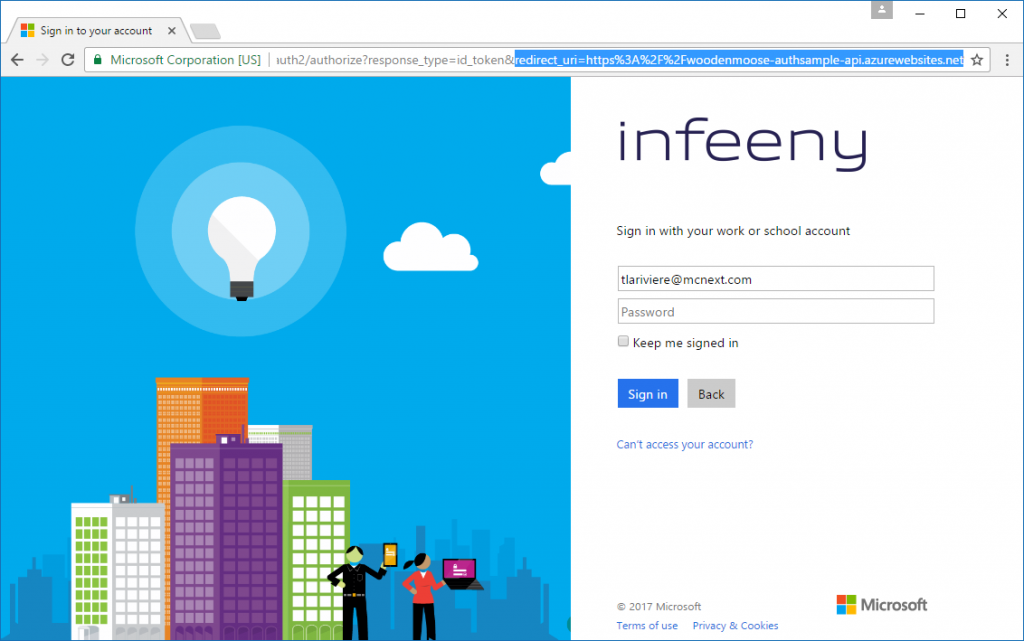 Sign in to your account
Microsoft Corporation [US] uth2/authorize?response_type=id_token&redirect_uri=https%3A%2F%2Fwoodenmoose-authsample-api.azurewebsites.net
infeeny
Sign in with your work or school account
tlariviere@mcnext.com
Password
Keep me signed in
Sign in Back
Can't access your account?
© 2017 Microsoft
Microsoft
Terms of use Privacy & Cookies